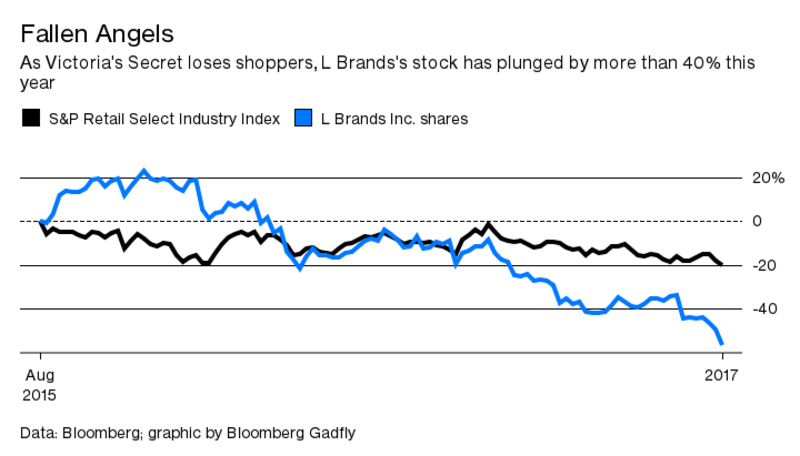 Fallen Angels
As Victoria's Secret loses shoppers, L Brands's stock has plunged by more than 40% this
year
S&P Retail Select Industry Index L Brands Inc. shares
20%
0
-20
-40
Aug
2015
2017
Data: Bloomberg; graphic by Bloomberg Gadfly